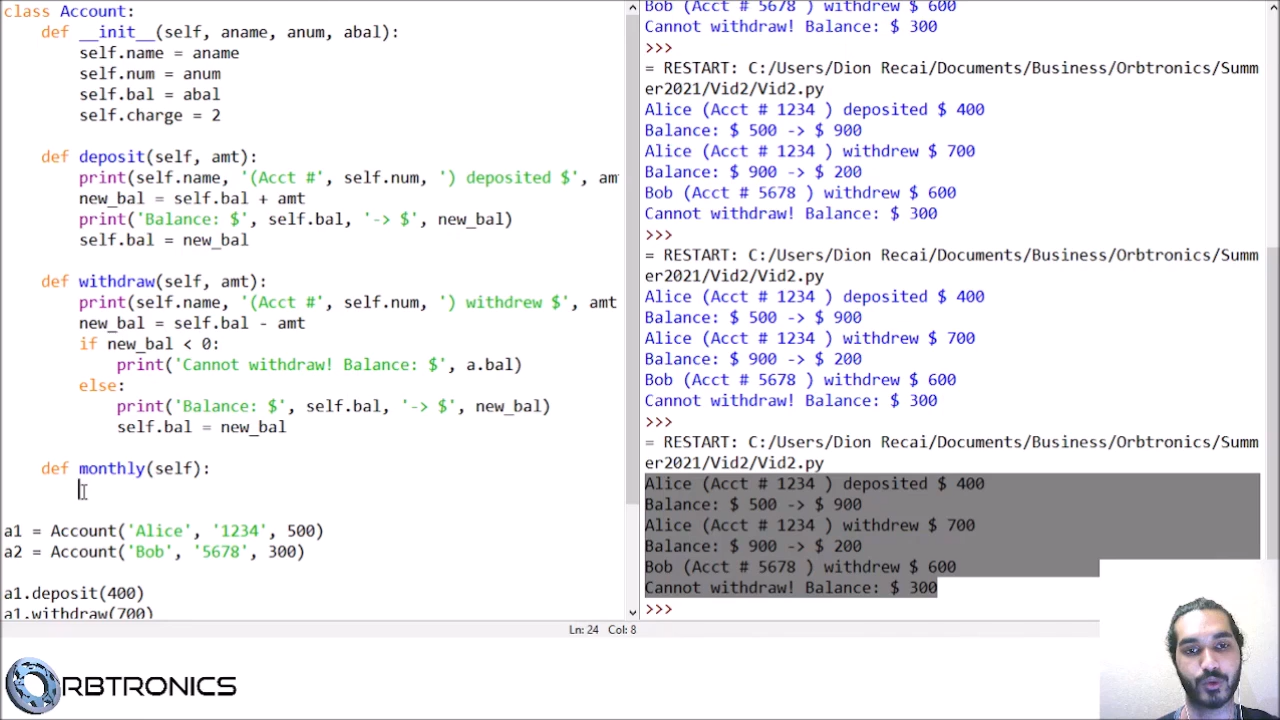 class Account:
def __init__(self, aname, anum, abal):
self.name = aname
self.num = anum
self.bal = abal
self.charge = 2
def deposit(self, amt):
print(self.name, '(Acct #', self.num, ') deposited $', am
new_bal = self.bal + amt
print('Balance: $', self.bal, '-> $', new_bal)
self.bal = new_bal
def withdraw(self, amt):
print(self.name, '(Acct #', self.num, ') withdrew $', amt
new_bal = self.bal - amt
if new_bal < 0:
print('Cannot withdraw! Balance: $', a.bal)
else:
print('Balance: $', self.bal, '-> $', new_bal)
self.bal = new_bal
def monthly(self):
a1 = Account('Alice', '1234', 500)
a2 = Account('Bob', '5678', 300)
a1.deposit(400)
a1.withdraw(700)
Bob (Acct # 5678 ) withdrew $ 600
Cannot withdraw! Balance: $ 300
>>>
= RESTART: C:/Users/Dion Recai/Documents/Business/Orbtronics/Summ
er2021/Vid2/Vid2.py
Alice (Acct # 1234 ) deposited $ 400
Balance: $ 500 -> $ 900
Alice (Acct # 1234 ) withdrew $ 700
Balance: $ 900 -> $ 200
Bob (Acct # 5678 ) withdrew $ 600
Cannot withdraw! Balance: $ 300
>>>
= RESTART: C:/Users/Dion Recai/Documents/Business/Orbtronics/Summ
er2021/Vid2/Vid2.py
Alice (Acct # 1234 ) deposited $ 400
Balance: $ 500 -> $ 900
Alice (Acct # 1234 ) withdrew $ 700
Balance: $ 900 -> $ 200
Bob (Acct # 5678 ) withdrew $ 600
Cannot withdraw! Balance: $ 300
>>>
= RESTART: C:/Users/Dion Recai/Documents/Business/Orbtronics/Summ
er2021/Vid2/Vid2.py
Alice (Acct # 1234 ) deposited $ 400
Balance: $ 500 -> $ 900
Alice (Acct # 1234 ) withdrew $ 700
Balance: $ 900 -> $ 200
Bob (Acct # 5678 ) withdrew $ 600
Cannot withdraw! Balance: $ 300
>>>
Ln: 24 Col: 8
ORBTRONICS